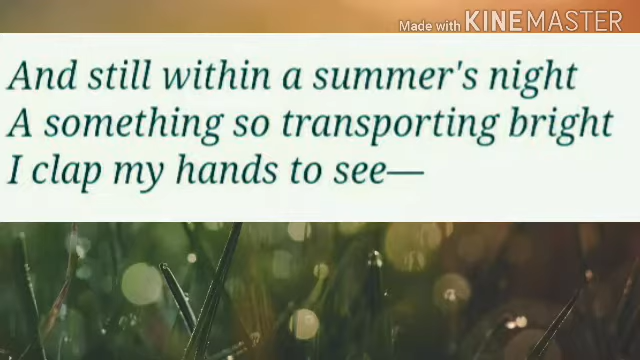 Made with KINEMASTER
And still within a summer's night
A something so transporting bright
I clap my hands to see—